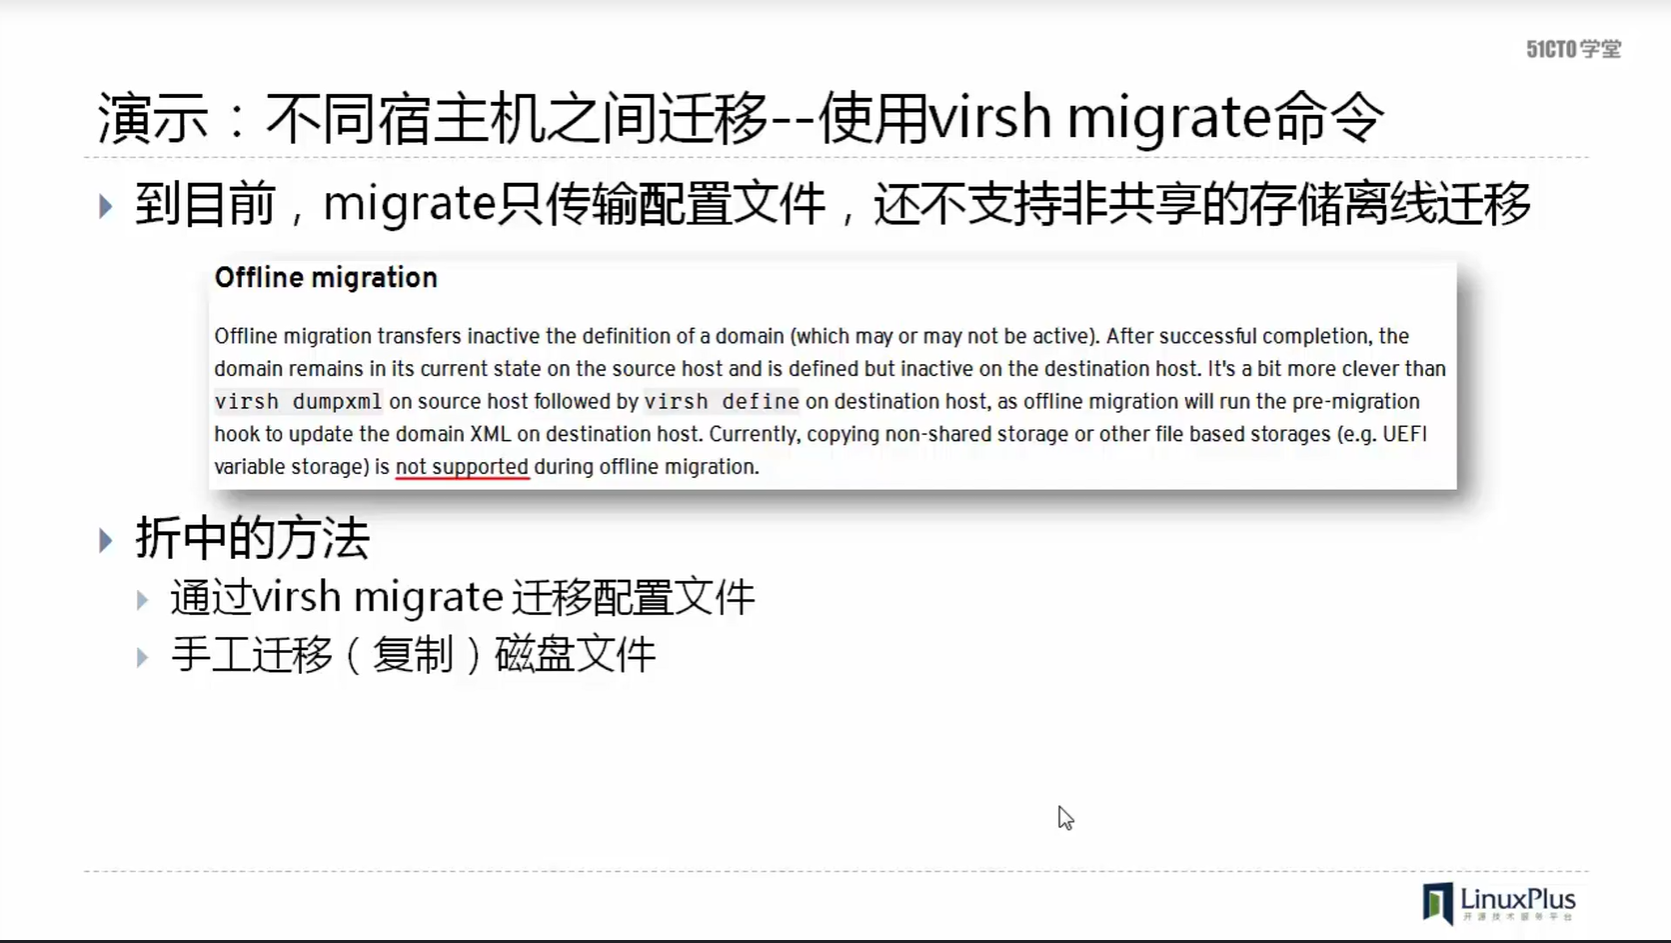 51CTO学堂
演示：不同宿主机之间迁移--使用virsh migrate命令
到目前，migrate只传输配置文件，还不支持非共享的存储离线迁移
Offline migration
Offline migration transfers inactive the definition of a domain (which may or may not be active). After successful completion, the
domain remains in its current state on the source host and is defined but inactive on the destination host. It's a bit more clever than
virsh dumpxml on source host followed by virsh define on destination host, as offline migration will run the pre-migration
hook to update the domain XML on destination host. Currently, copying non-shared storage or other file based storages (e.g. UEFI
variable storage) is not supported during offline migration.
折中的方法
通过virsh migrate 迁移配置文件
手工迁移（复制）磁盘文件
LinuxPlus
开源技术服务平台